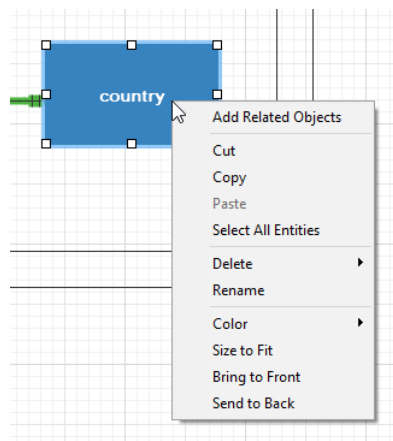 country
Add Related Objects
Cut
Copy
Paste
Select All Entities
Delete
Rename
Color
Size to Fit
Bring to Front
Send to Back